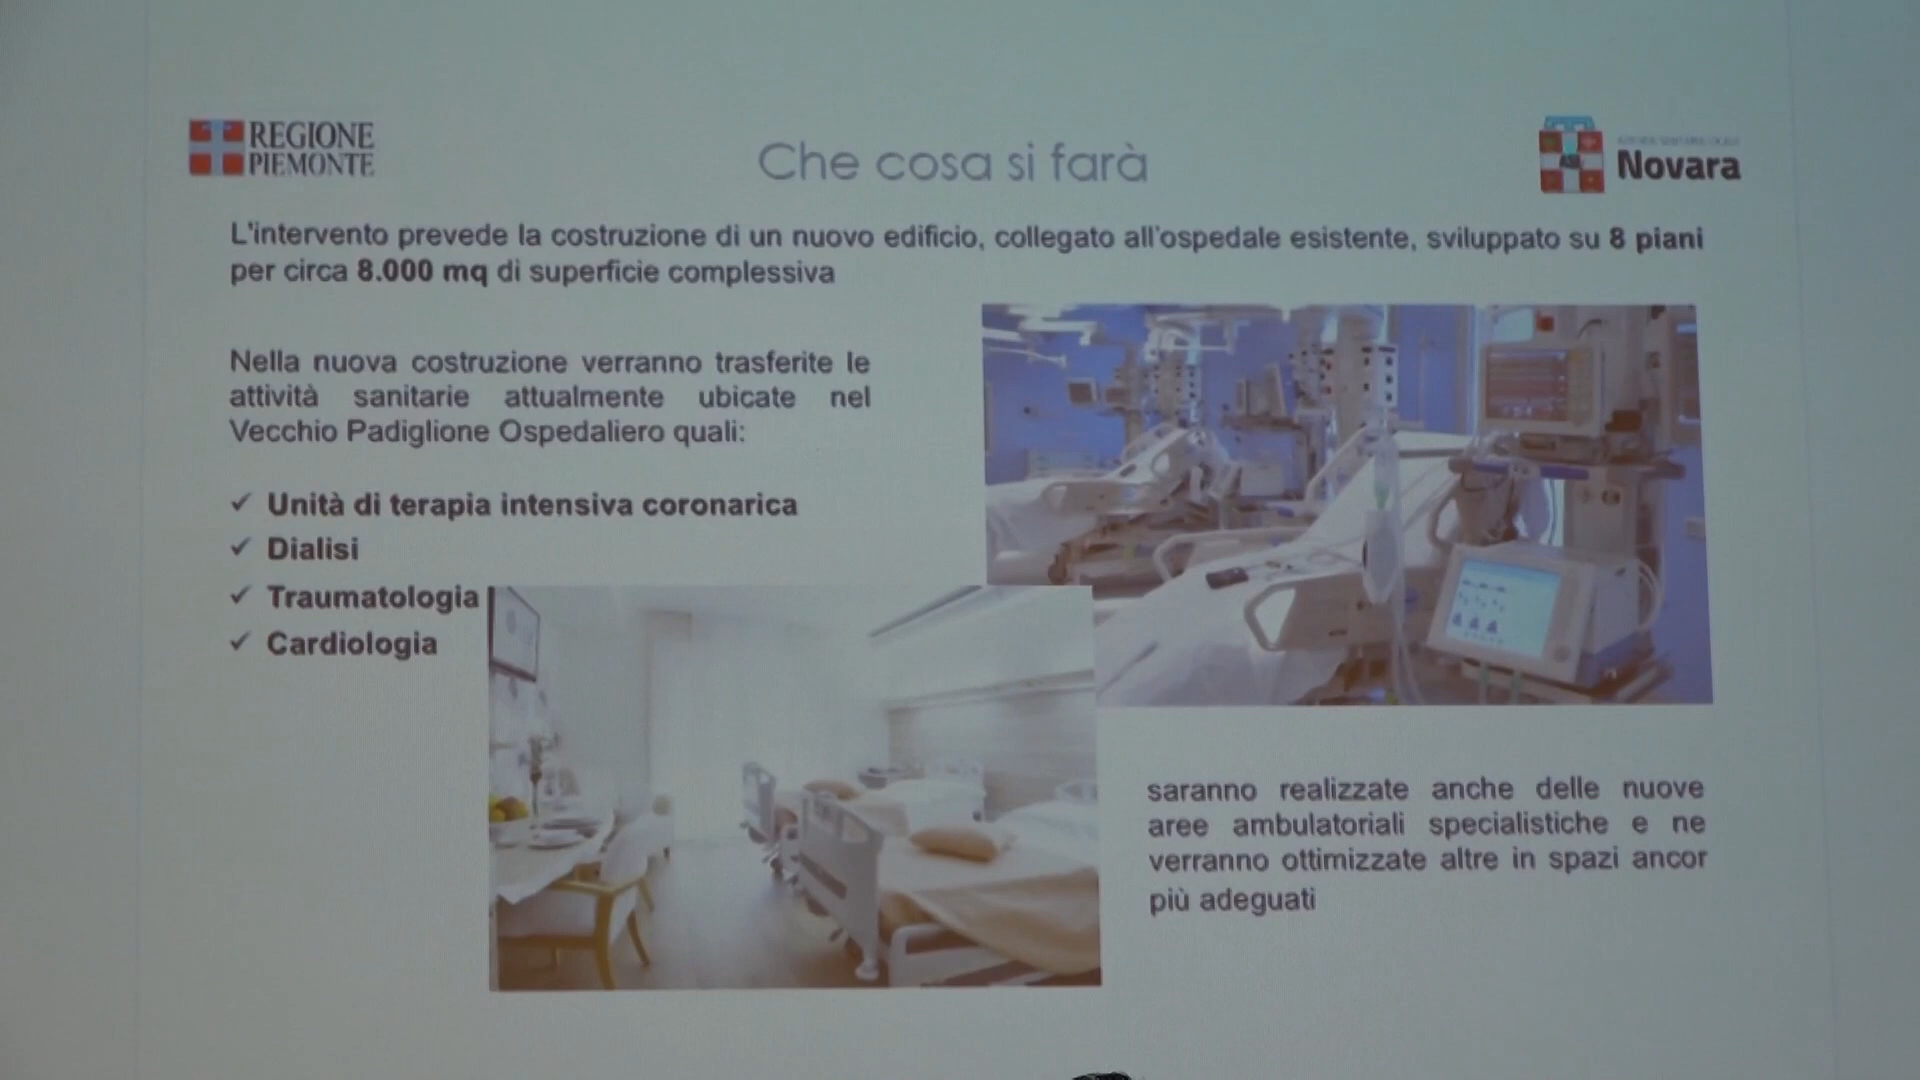 REGIONE
PIEMONTE
Che cosa si farà
Novara
L'intervento prevede la costruzione di un nuovo edificio, collegato all'ospedale esistente, sviluppato su 8 piani
per circa 8.000 mq di superficie complessiva
Nella nuova costruzione verranno trasferite le
attività sanitarie attualmente ubicate nel
Vecchio Padiglione Ospedaliero quali:
✓ Unità di terapia intensiva coronarica
✓ Dialisi
✓ Traumatologia
✓ Cardiologia
saranno realizzate anche delle nuove
aree ambulatoriali specialistiche e ne
verranno ottimizzate altre in spazi ancor
più adeguati